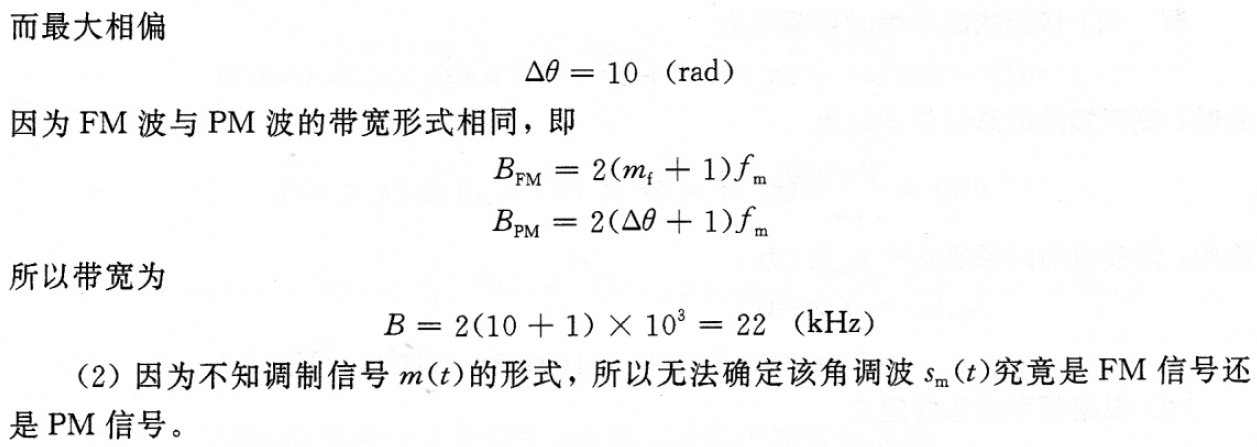 而最大相偏
Δθ = 10 (rad)
因为 FM 波与 PM 波的带宽形式相同，即
B_FM = 2(m_f + 1)f_m
B_PM = 2(Δθ + 1)f_m
所以带宽为
B = 2(10 + 1) × 10³ = 22 (kHz)
(2) 因为不知调制信号 m(t)的形式，所以无法确定该角调波 s_m(t)究竟是 FM 信号还
是 PM 信号。